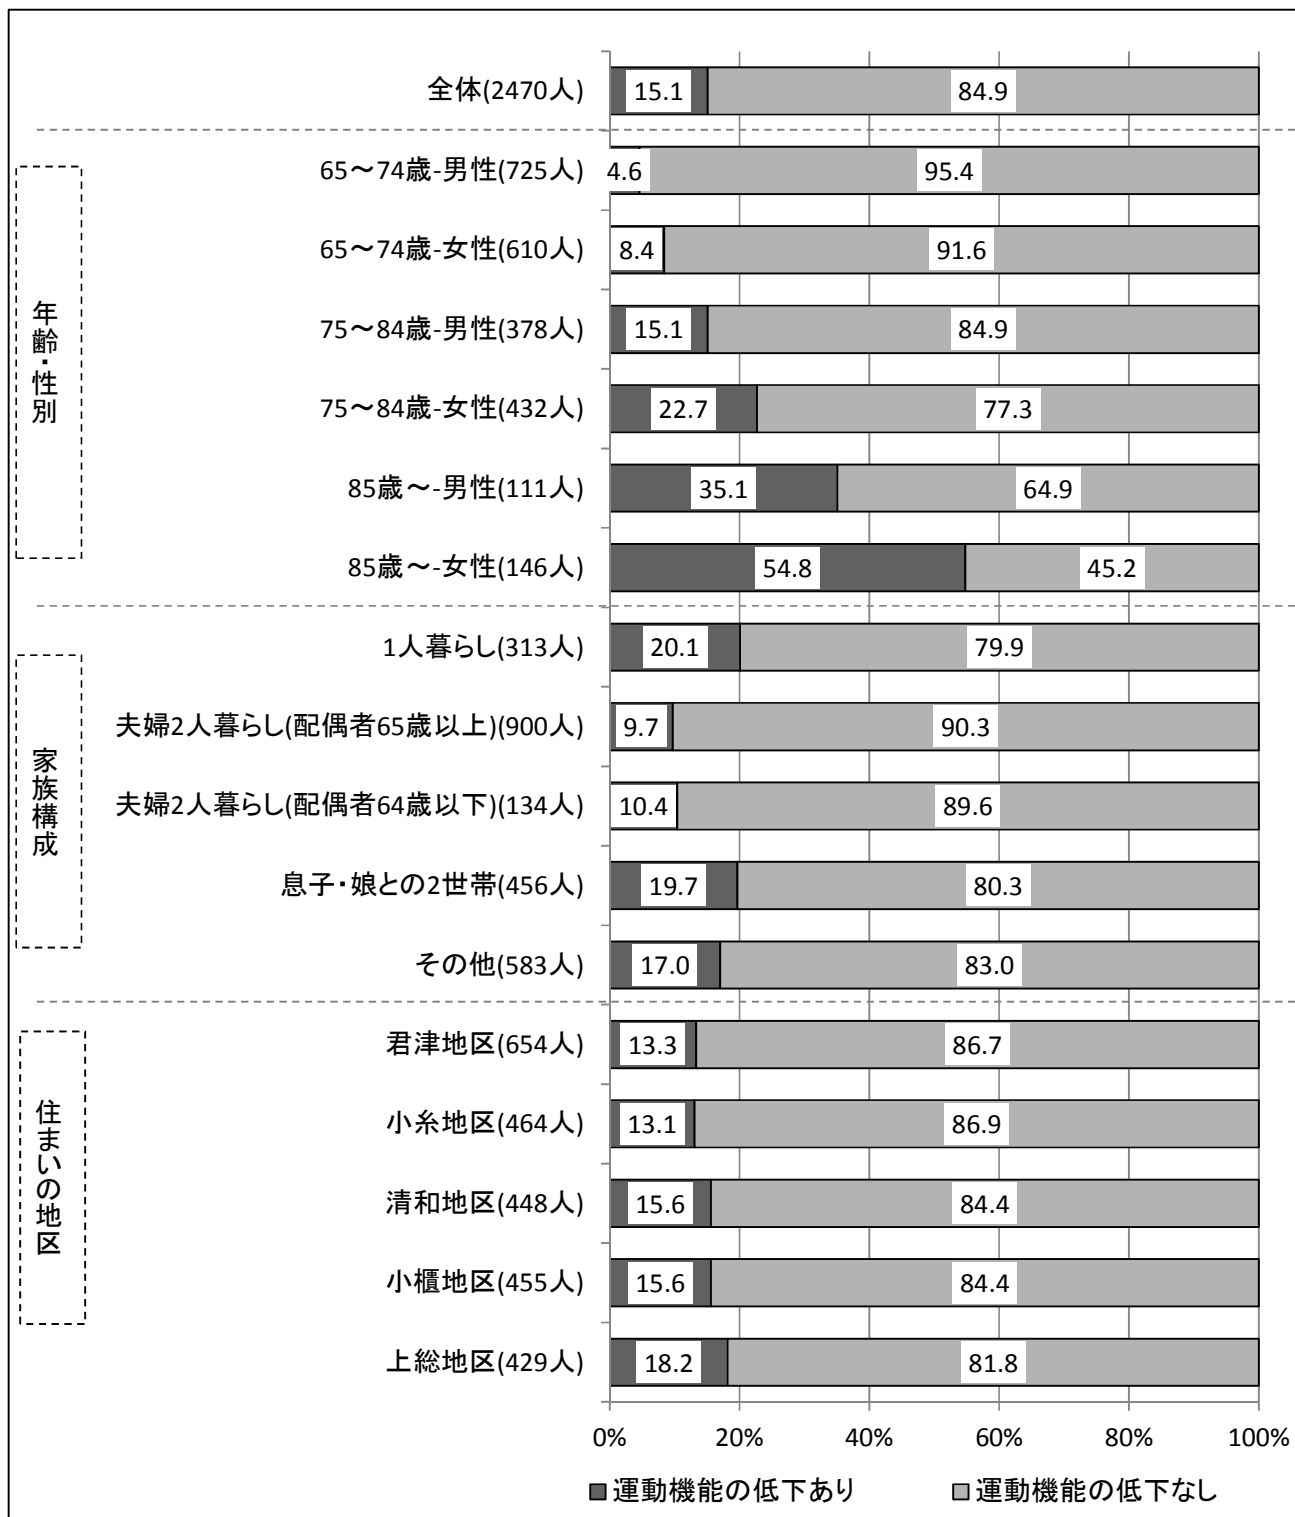 全体(2470人) 15.1 84.9
年齢・性別
65～74歳-男性(725人) 4.6 95.4
65～74歳-女性(610人) 8.4 91.6
75～84歳-男性(378人) 15.1 84.9
75～84歳-女性(432人) 22.7 77.3
85歳～-男性(111人) 35.1 64.9
85歳～-女性(146人) 54.8 45.2
家族構成
1人暮らし(313人) 20.1 79.9
夫婦2人暮らし(配偶者65歳以上)(900人) 9.7 90.3
夫婦2人暮らし(配偶者64歳以下)(134人) 10.4 89.6
息子・娘との2世帯(456人) 19.7 80.3
その他(583人) 17.0 83.0
住まいの地区
君津地区(654人) 13.3 86.7
小糸地区(464人) 13.1 86.9
清和地区(448人) 15.6 84.4
小櫃地区(455人) 15.6 84.4
上総地区(429人) 18.2 81.8
0% 20% 40% 60% 80% 100%
運動機能の低下あり 運動機能の低下なし